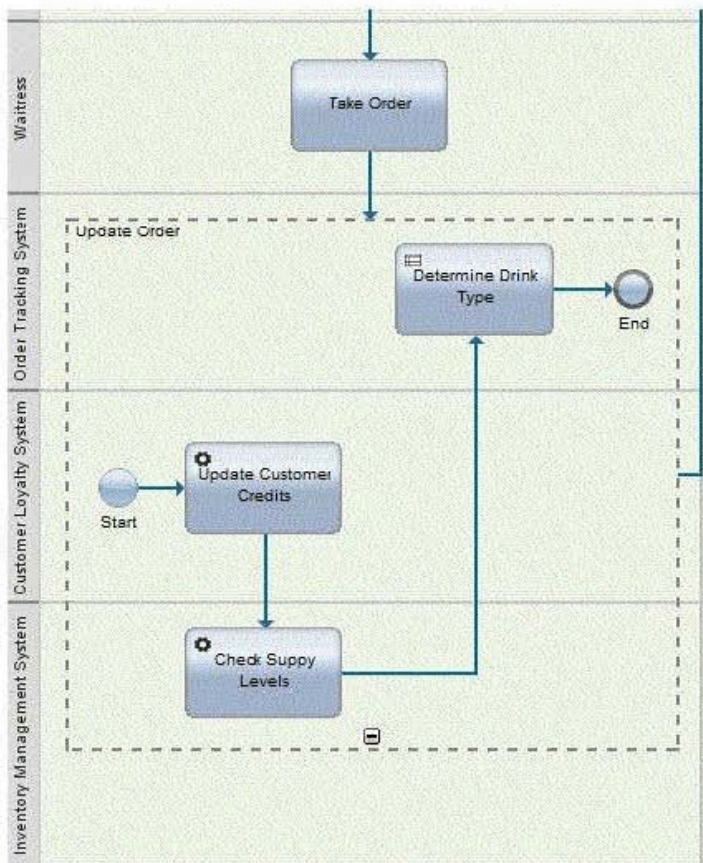 Waitress
Take Order
Order Tracking System
Update Order
Determine Drink
Type
End
Customer Loyalty System
Update Customer
Credits
Start
Inventory Management System
Check Suppy
Levels